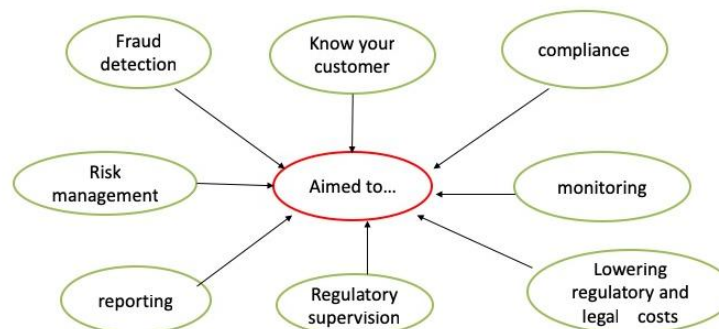 Fraud
detection
Know your
customer
compliance
Risk
management
Aimed to...
monitoring
reporting
Regulatory
supervision
Lowering
regulatory and
legal costs